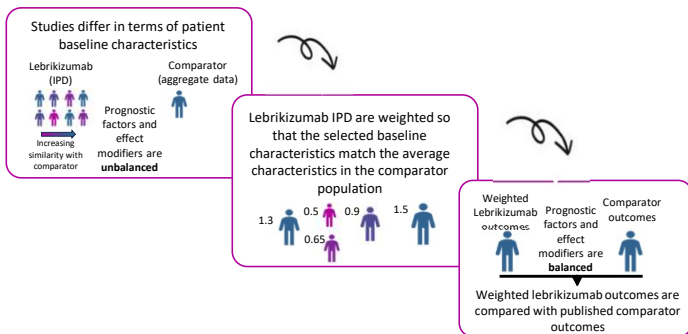 Studies differ in terms of patient
baseline characteristics
Lebrikizumab
(IPD)
Comparator
(aggregate data)
Prognostic
factors and
effect
modifiers are
unbalanced
Increasing
similarity with
comparator
Lebrikizumab IPD are weighted so
that the selected baseline
characteristics match the average
characteristics in the comparator
population
1.3
0.5
0.65
0.9
1.5
Weighted
Lebrikizumab
outcomes
Prognostic
factors and
effect
modifiers are
balanced
Comparator
outcomes
Weighted lebrikizumab outcomes are
compared with published comparator
outcomes